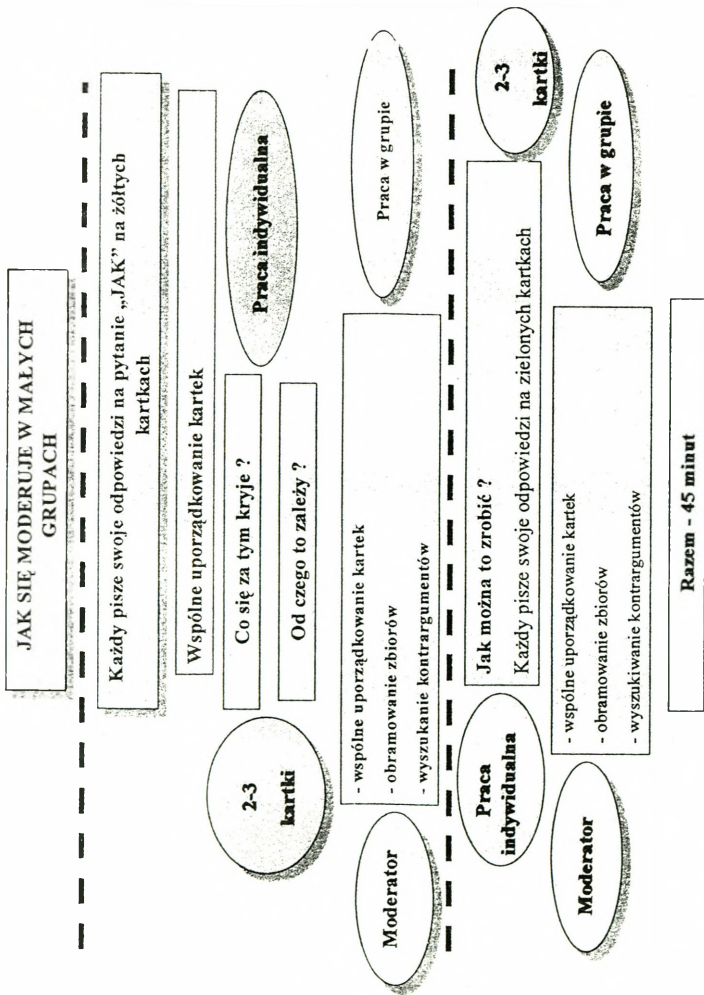 JAK SIĘ MODERUJE W MAŁYCH
GRUPACH
Każdy pisze swoje odpowiedzi na pytanie „JAK” na żółtych
kartkach
Wspólne uporządkowanie kartek
2-3
kartki
Co się za tym kryje ?
Od czego to zależy ?
Praca indywidualna
Moderator
- wspólne uporządkowanie kartek
- obramowanie zbiorów
- wyszukanie kontrargumentów
Praca w grupie
Praca
indywidualna
Jak można to zrobić ?
Każdy pisze swoje odpowiedzi na zielonych kartkach
2-3
kartki
Moderator
- wspólne uporządkowanie kartek
- obramowanie zbiorów
- wyszukiwanie kontrargumentów
Praca w grupie
Razem - 45 minut